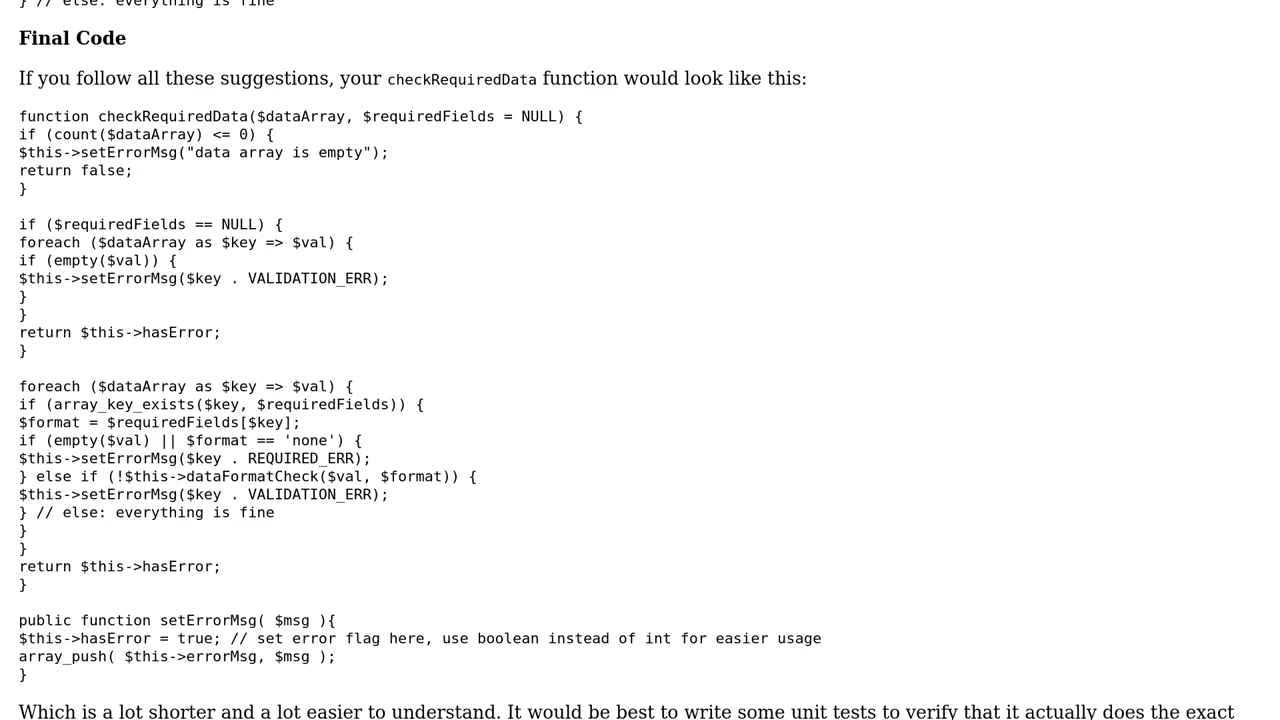 } // else: everything is fine
Final Code
If you follow all these suggestions, your checkRequiredData function would look like this:
function checkRequiredData($dataArray, $requiredFields = NULL) {
if (count($dataArray) <= 0) {
$this->setErrorMsg("data array is empty");
return false;
}
if ($requiredFields == NULL) {
foreach ($dataArray as $key => $val) {
if (empty($val)) {
$this->setErrorMsg($key . VALIDATION_ERR);
}
}
return $this->hasError;
}
foreach ($dataArray as $key => $val) {
if (array_key_exists($key, $requiredFields)) {
$format = $requiredFields[$key];
if (empty($val) || $format == 'none') {
$this->setErrorMsg($key . REQUIRED_ERR);
} else if (!$this->dataFormatCheck($val, $format)) {
$this->setErrorMsg($key . VALIDATION_ERR);
} // else: everything is fine
}
}
return $this->hasError;
}
public function setErrorMsg( $msg ){
$this->hasError = true; // set error flag here, use boolean instead of int for easier usage
array_push( $this->errorMsg, $msg );
}
Which is a lot shorter and a lot easier to understand. It would be best to write some unit tests to verify that it actually does the exact